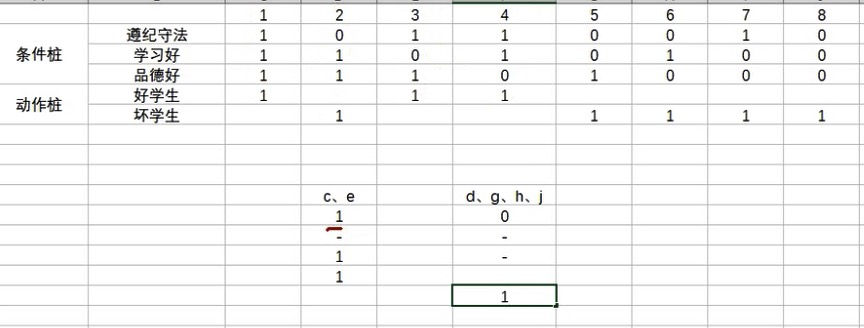 1 2 3 4 5 6 7 8
条件桩 遵纪守法 1 0 1 1 0 0 1 0
学习好 1 1 0 1 0 1 0 0
品德好 1 1 1 0 1 0 0 0
动作桩 好学生 1 1 1
坏学生 1 1 1 1 1
c、e d、g、h、j
1 0
- -
1 -
1
1